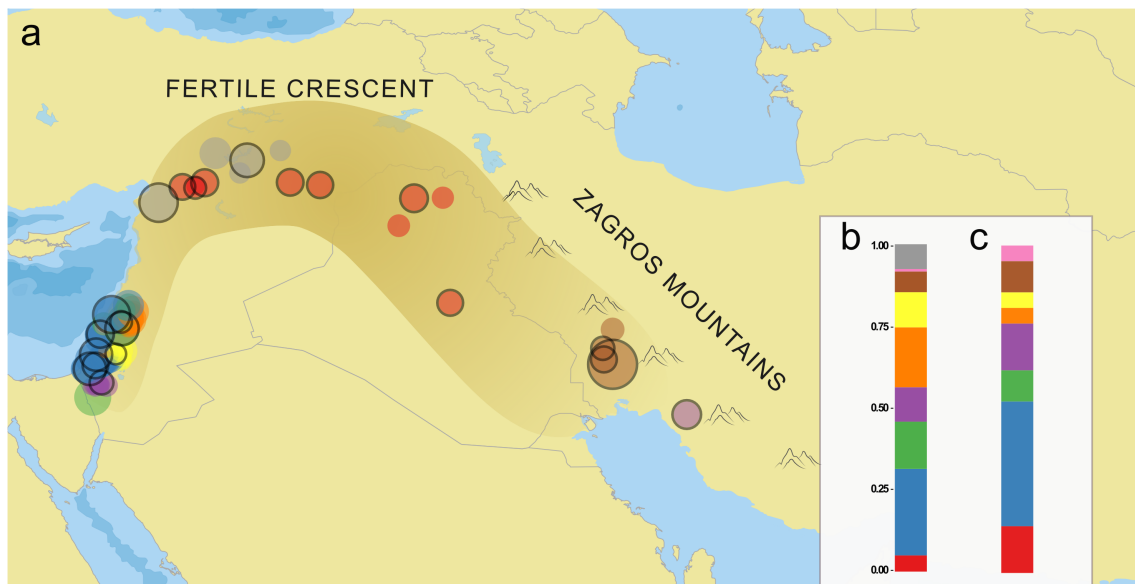 a
FERTILE CRESCENT
ZAGROS MOUNTAINS
b
c
1.00
0.75
0.50
0.25
0.00